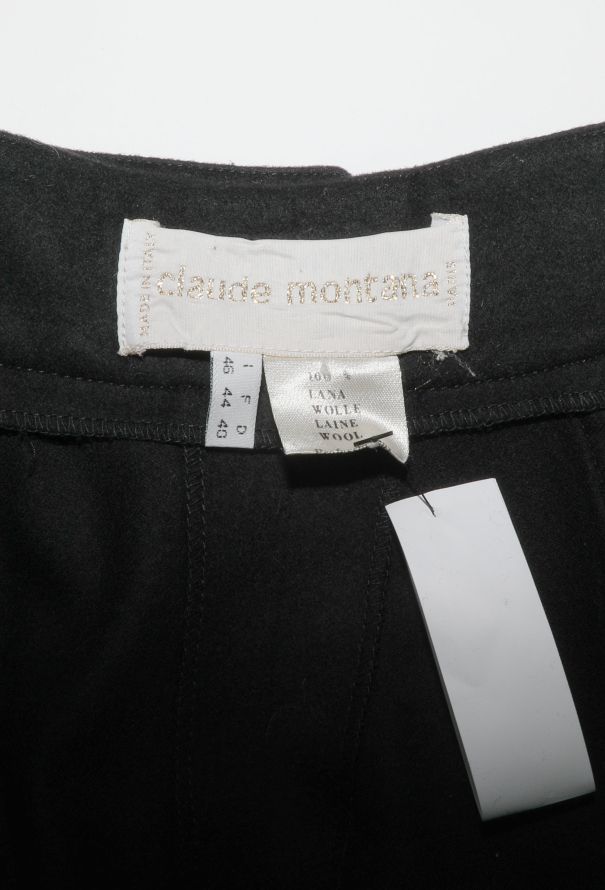 MADE IN ITALY
claude montana
PARIS
I F D
46 44 40
100 %
LANA
WOLLE
LAINE
WOOL